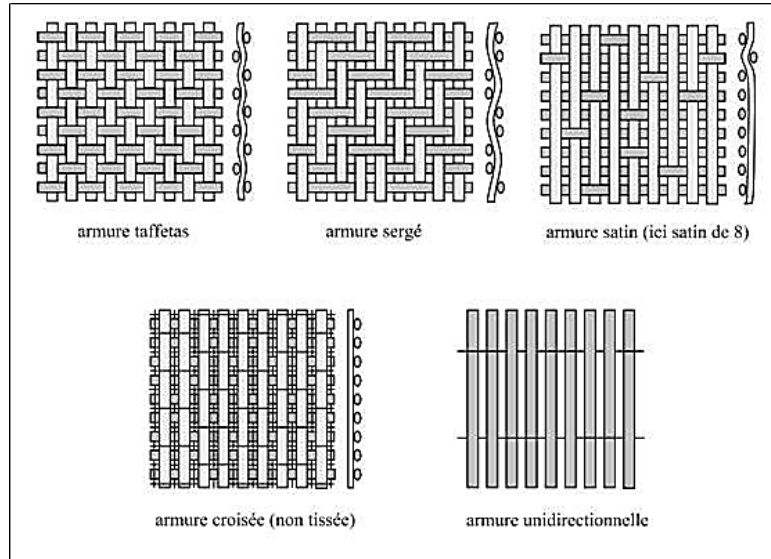 armure taffetas
armure sergé
armure satin (ici satin de 8)
armure croisée (non tissée)
armure unidirectionnelle